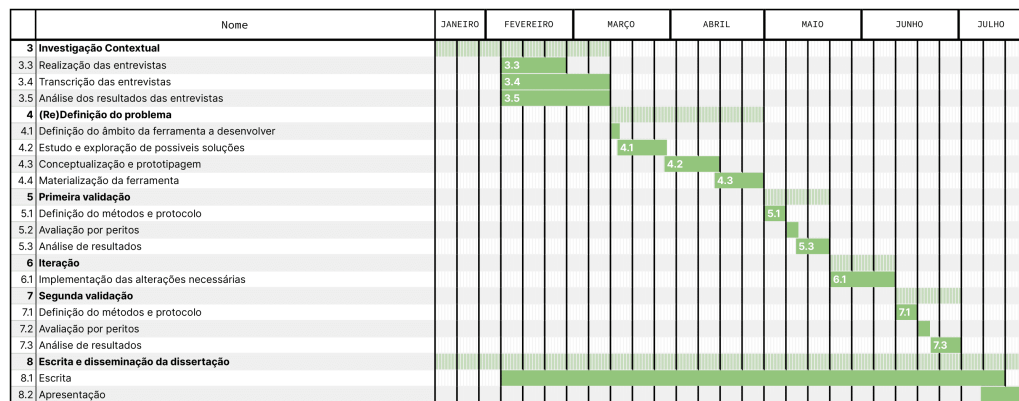 Nome JANEIRO FEVEREIRO MARÇO ABRIL MAIO JUNHO JULHO
3 Investigação Contextual
3.3 Realização das entrevistas 3.3
3.4 Transcrição das entrevistas 3.4
3.5 Análise dos resultados das entrevistas 3.5
4 (Re)Definição do problema
4.1 Definição do âmbito da ferramenta a desenvolver
4.2 Estudo e exploração de possiveis soluções 4.1
4.3 Conceptualização e prototipagem 4.2
4.4 Materialização da ferramenta 4.3
5 Primeira validação
5.1 Definição do métodos e protocolo 5.1
5.2 Avaliação por peritos
5.3 Análise de resultados 5.3
6 Iteração
6.1 Implementação das alterações necessárias 6.1
7 Segunda validação
7.1 Definição do métodos e protocolo 7.1
7.2 Avaliação por peritos
7.3 Análise de resultados 7.3
8 Escrita e disseminação da dissertação
8.1 Escrita
8.2 Apresentação